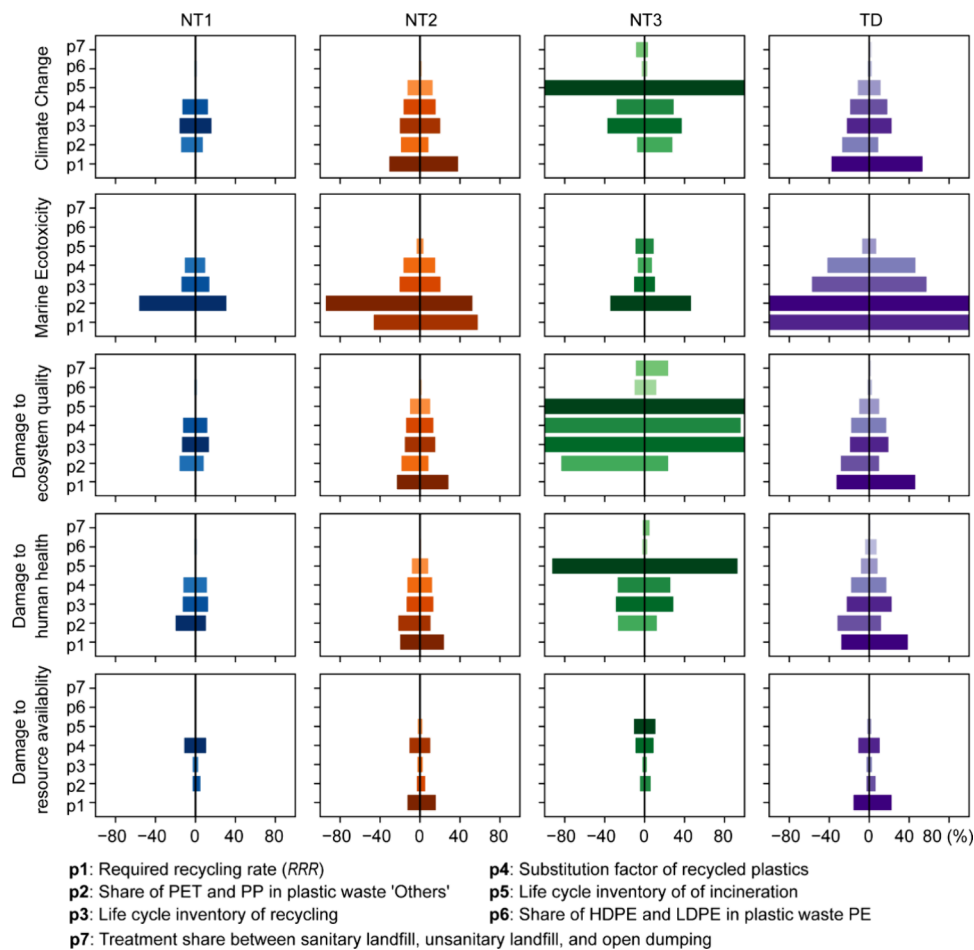 NT1 NT2 NT3 TD
Climate Change
p7
p6
p5
p4
p3
p2
p1
Marine Ecotoxicity
p7
p6
p5
p4
p3
p2
p1
Damage to
ecosystem quality
p7
p6
p5
p4
p3
p2
p1
Damage to
human health
p7
p6
p5
p4
p3
p2
p1
Damage to
resource availablity
p7
p6
p5
p4
p3
p2
p1
−80 −40 0 40 80 −80 −40 0 40 80 −80 −40 0 40 80 −80 −40 0 40 80 (%)
p1: Required recycling rate (RRR) p4: Substitution factor of recycled plastics
p2: Share of PET and PP in plastic waste 'Others' p5: Life cycle inventory of of incineration
p3: Life cycle inventory of recycling p6: Share of HDPE and LDPE in plastic waste PE
p7: Treatment share between sanitary landfill, unsanitary landfill, and open dumping